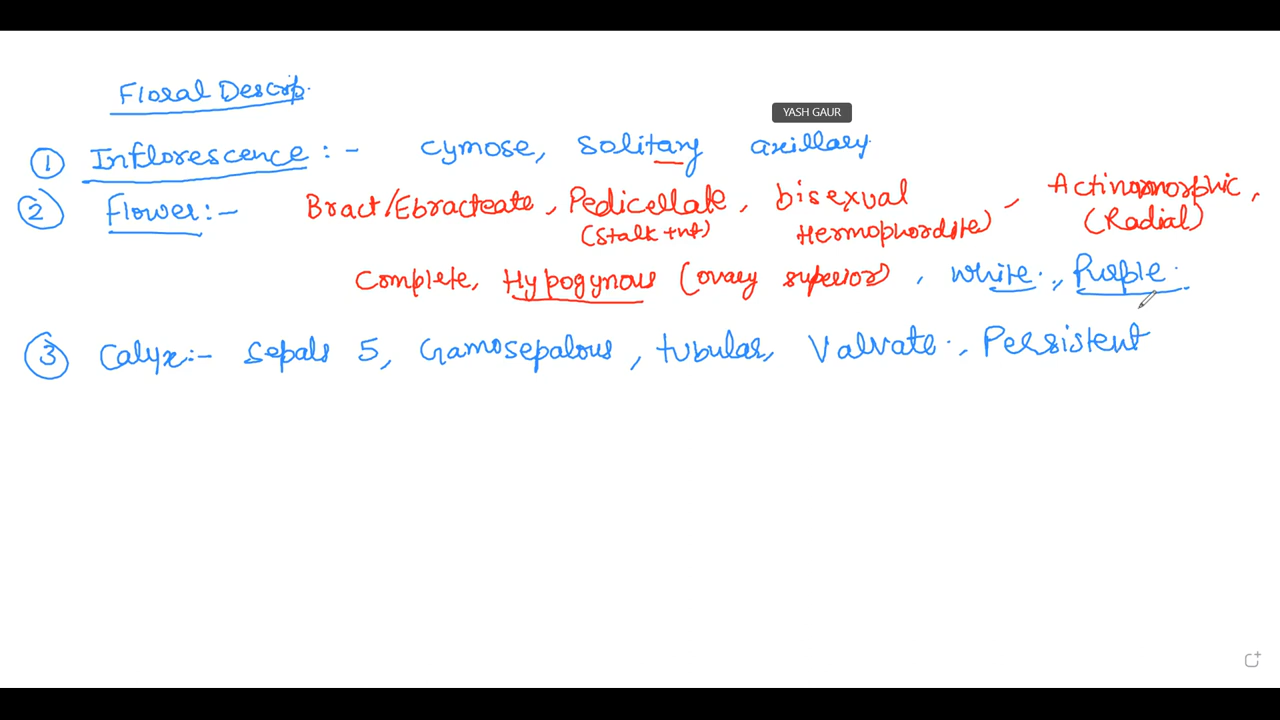 Floral Descrip.
YASH GAUR
① Inflorescence :- cymose, solitary axillary.
② Flower:- Bract/Ebracteate, Pedicellate, bisexual, Actinomorphic,
(Stalk +nt) Hermophordite) (Radial)
Complete, Hypogynous (ovary superior), white., Purple.
③ Calyx:- Sepals 5, Gamosepalous, tubular, Valvate., Persistent